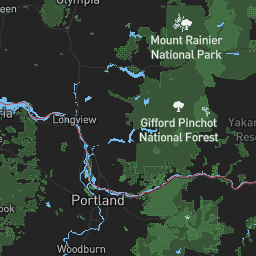 Olympia
Mount Rainier
National Park
Longview
Gifford Pinchot
National Forest
Portland
Woodburn